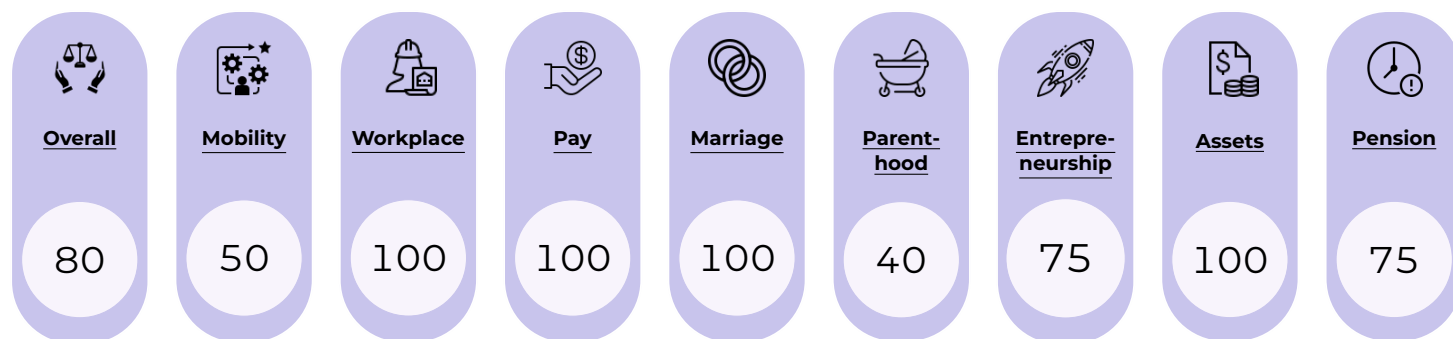 Overall
80
Mobility
50
Workplace
100
$
Pay
100
Marriage
100
Parent-
hood
40
Entrepre-
neurship
75
$
Assets
100
!
Pension
75